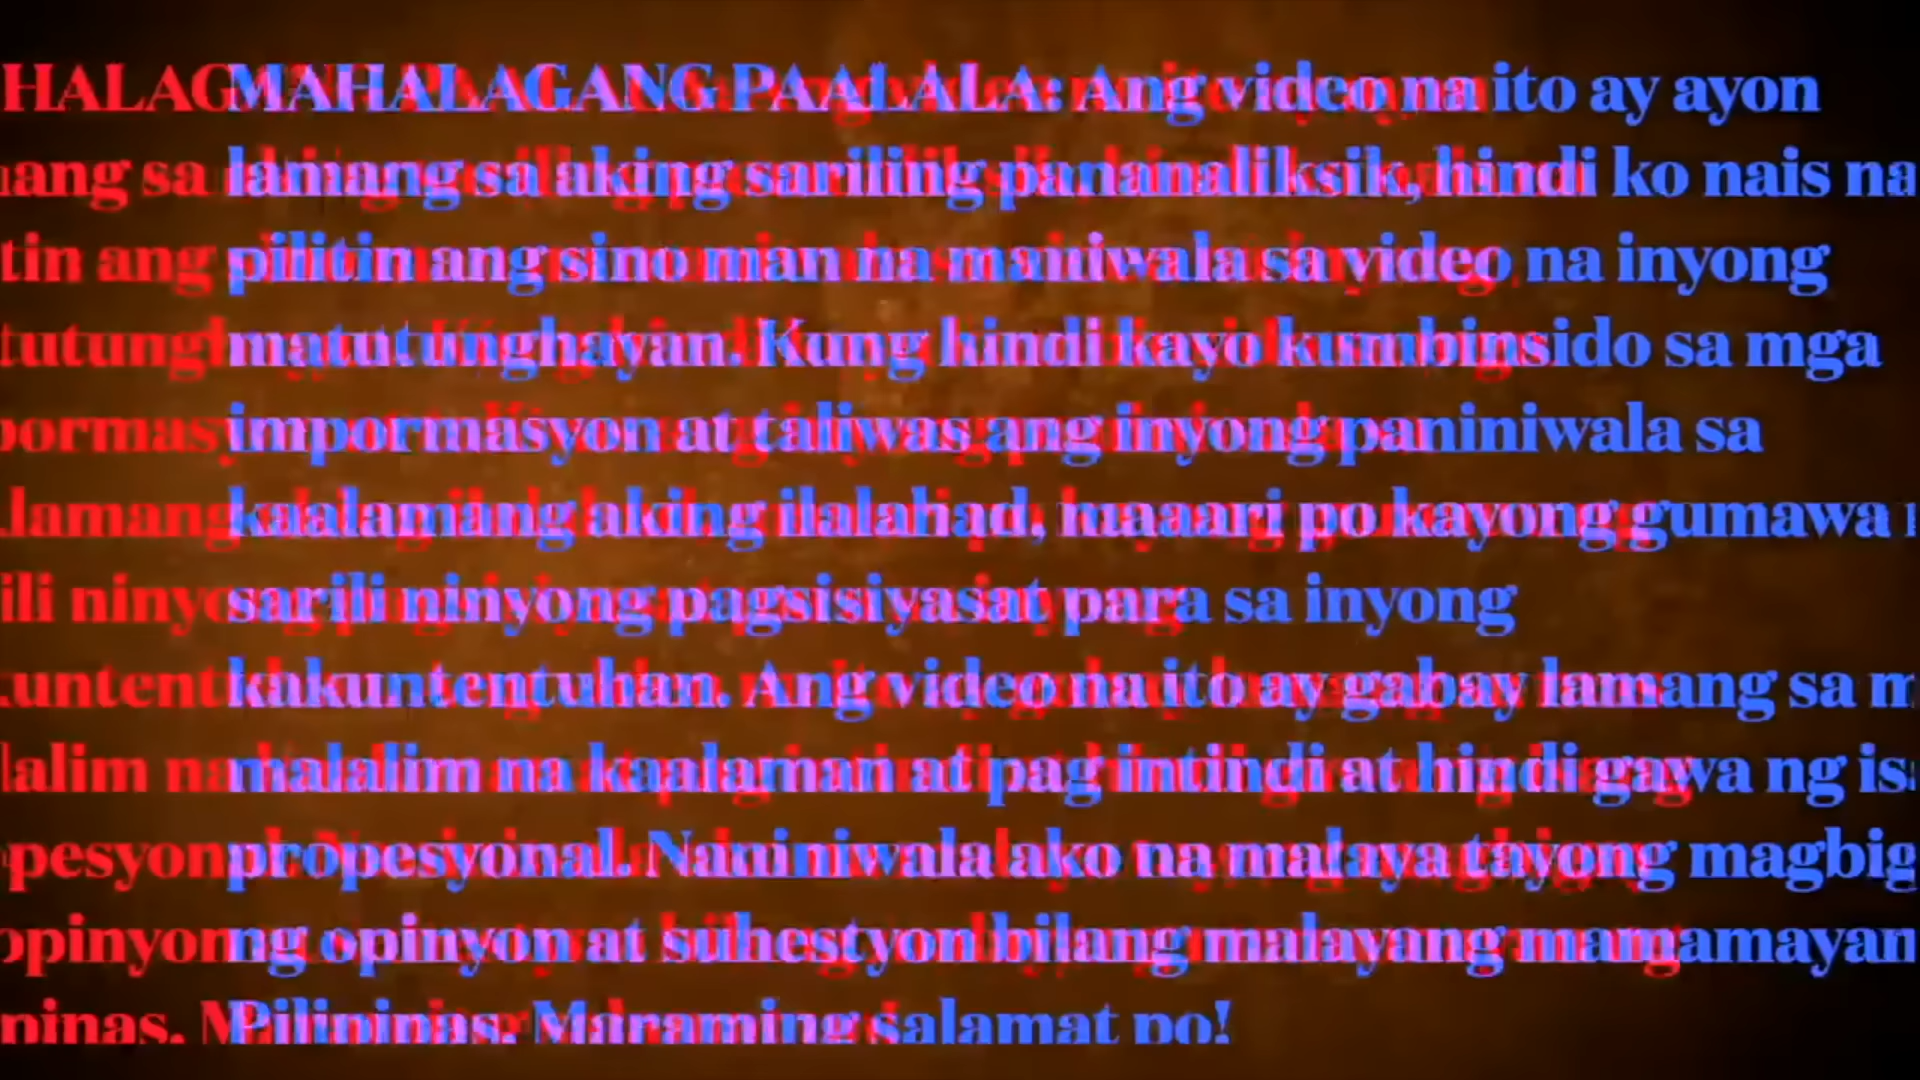 MAHALAGANG PAALALA: Ang video na ito ay ayon
lamang sa aking sariling pananaliksik, hindi ko nais na
pilitin ang sino man na maniwala sa video na inyong
matutunghayan. Kung hindi kayo kumbinsido sa mga
impormasyon at taliwas ang inyong paniniwala sa
kaalamang aking ilalahad, maaari po kayong gumawa
sarili ninyong pagsisiyasat para sa inyong
kakuntentuhan. Ang video na ito ay gabay lamang sa
malalim na kaalaman at pag intindi at hindi gawa ng
propesyonal. Naniniwala ako na malaya tayong
ng opinyon at suhestyon bilang malayang mamamayan
Pilipinas. Maraming salamat po!